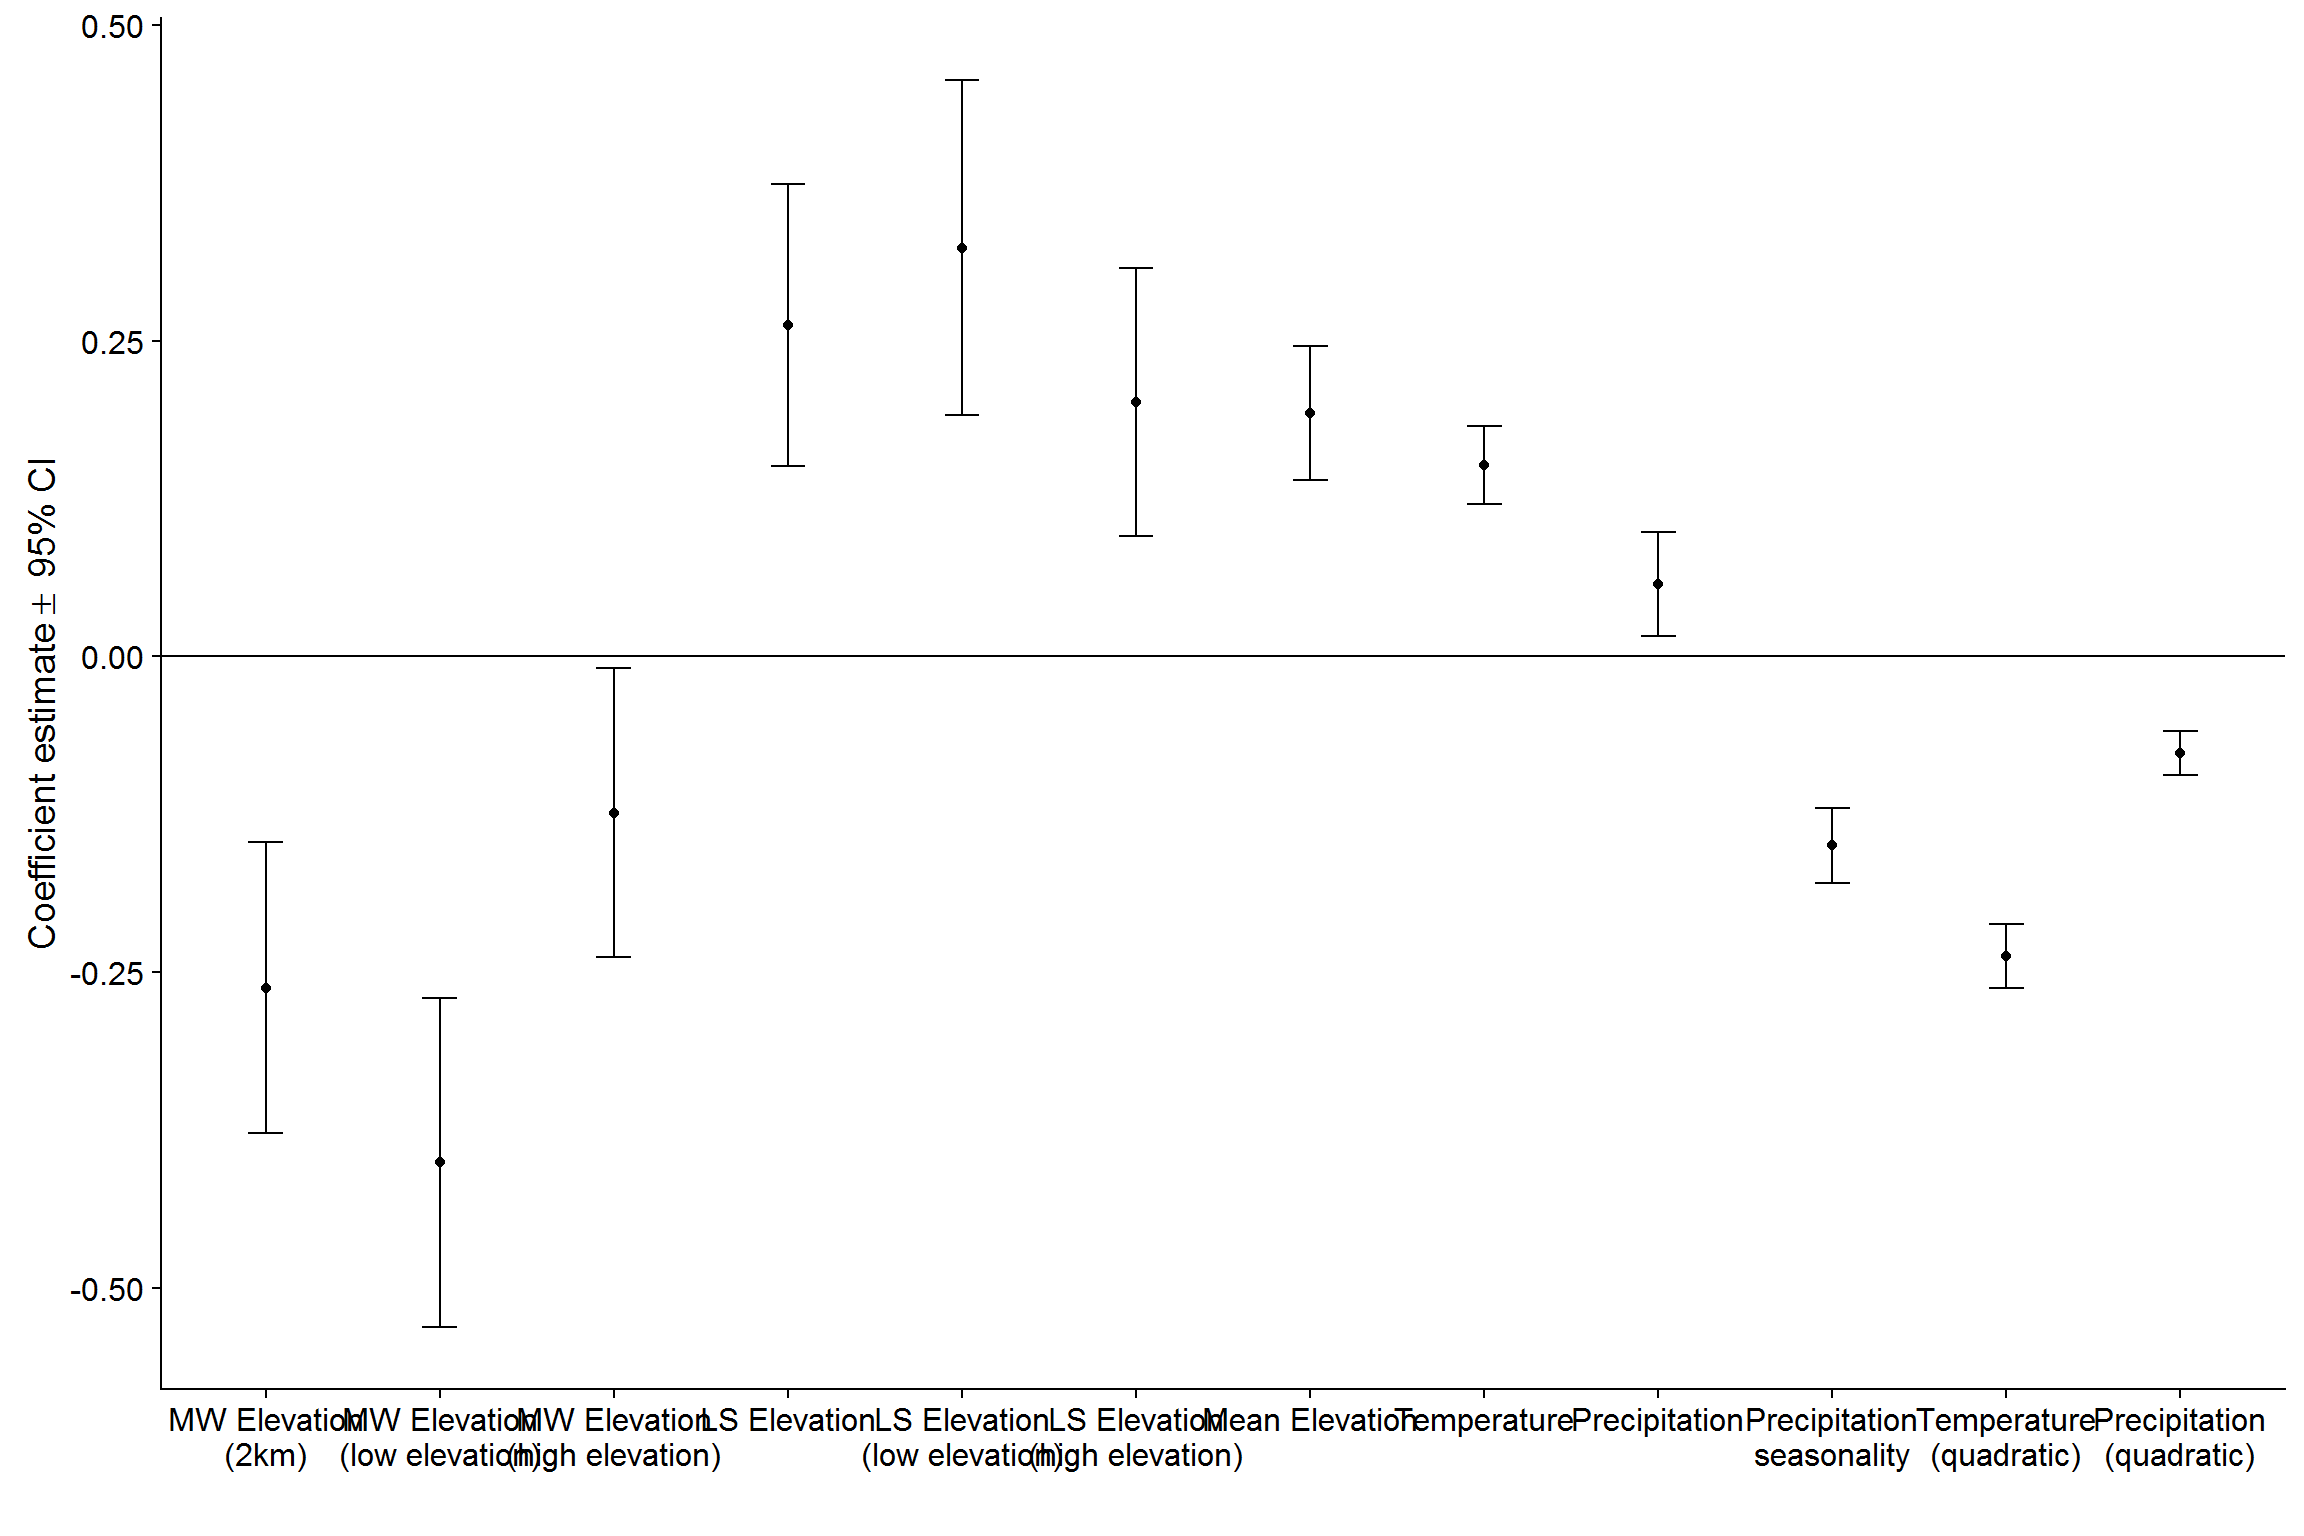 0.50
0.25
0.00
-0.25
-0.50
Coefficient estimate ± 95% CI
MW Elevation
(2km)
MW Elevation
(low elevation)
MW Elevation
(high elevation)
LS Elevation
LS Elevation
(low elevation)
LS Elevation
(high elevation)
Mean Elevation
Temperature
Precipitation
Precipitation
seasonality
Temperature
(quadratic)
Precipitation
(quadratic)